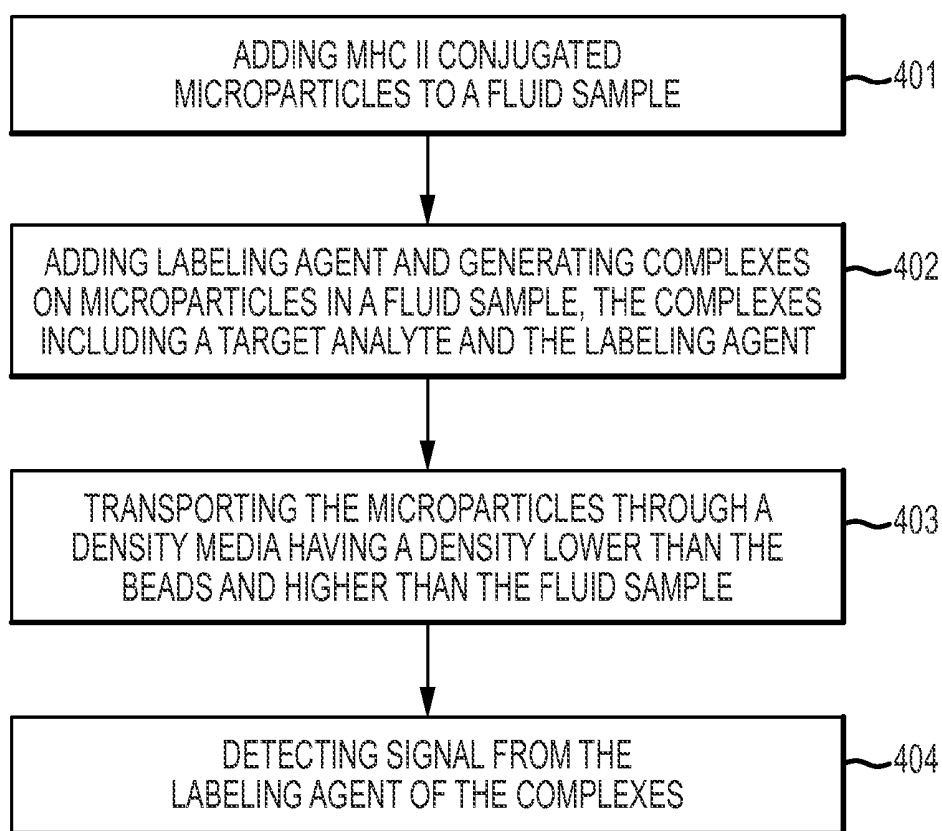 ADDING MHC II CONJUGATED
MICROPARTICLES TO A FLUID SAMPLE
401
ADDING LABELING AGENT AND GENERATING COMPLEXES
ON MICROPARTICLES IN A FLUID SAMPLE, THE COMPLEXES
INCLUDING A TARGET ANALYTE AND THE LABELING AGENT
402
TRANSPORTING THE MICROPARTICLES THROUGH A
DENSITY MEDIA HAVING A DENSITY LOWER THAN THE
BEADS AND HIGHER THAN THE FLUID SAMPLE
403
DETECTING SIGNAL FROM THE
LABELING AGENT OF THE COMPLEXES
404